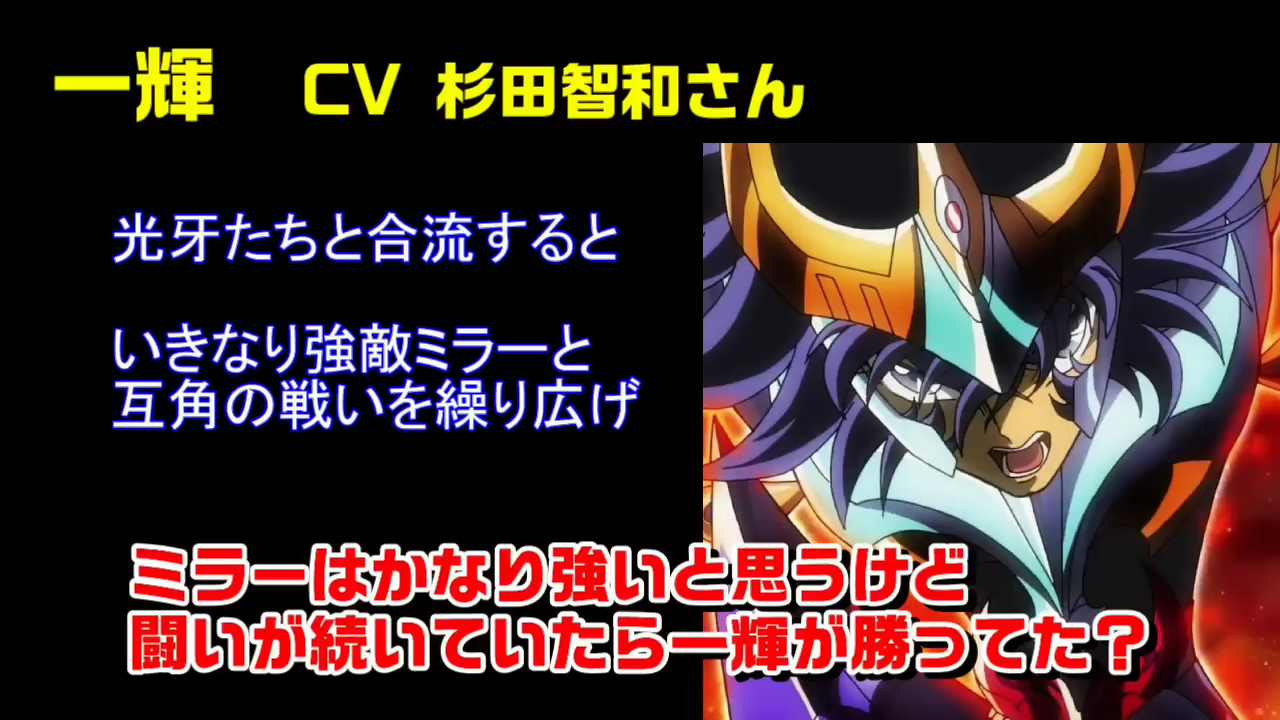 一輝 CV 杉田智和さん
光牙たちと合流すると
いきなり強敵ミラーと
互角の戦いを繰り広げ
ミラーはかなり強いと思うけど
闘いが続いていたら一輝が勝ってた？